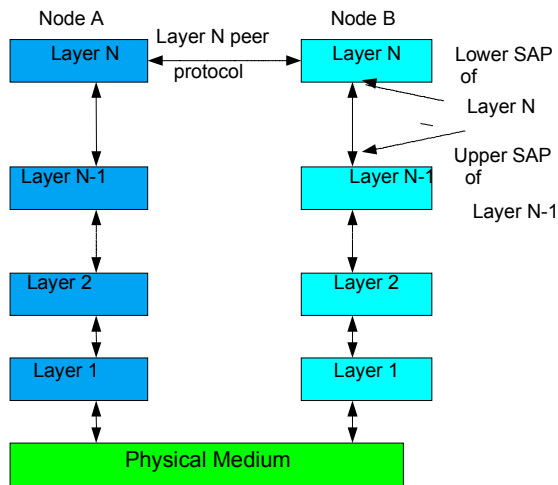 Node A
Node B
Layer N
Layer N peer
protocol
Layer N
Lower SAP
of
Layer N
Layer N-1
Layer N-1
Upper SAP
of
Layer N-1
Layer 2
Layer 2
Layer 1
Layer 1
Physical Medium